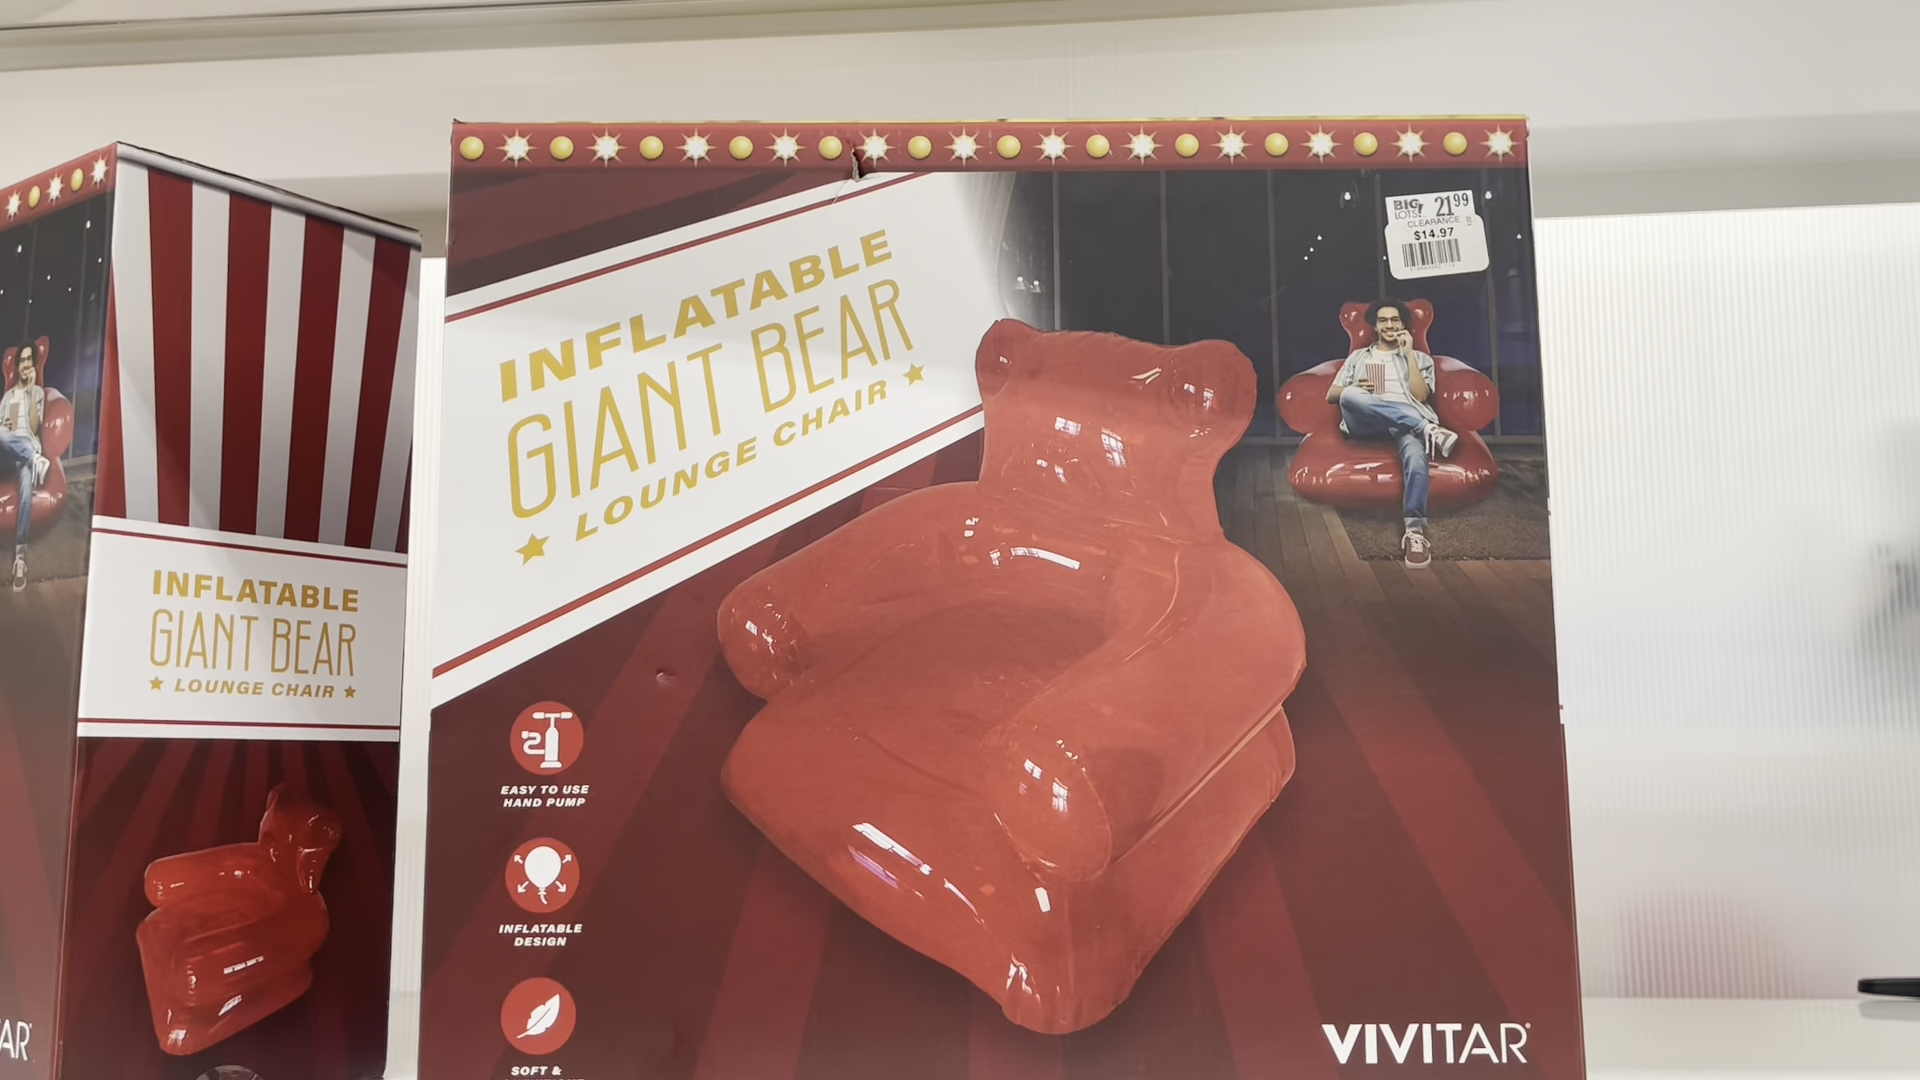 INFLATABLE
GIANT BEAR
LOUNGE CHAIR
AR
INFLATABLE
GIANT BEAR
LOUNGE CHAIR
BIG
LOTS
21.99
CLEARANCE
$14.97
EASY TO USE
HAND PUMP
INFLATABLE
DESIGN
SOFT &
VIVITAR